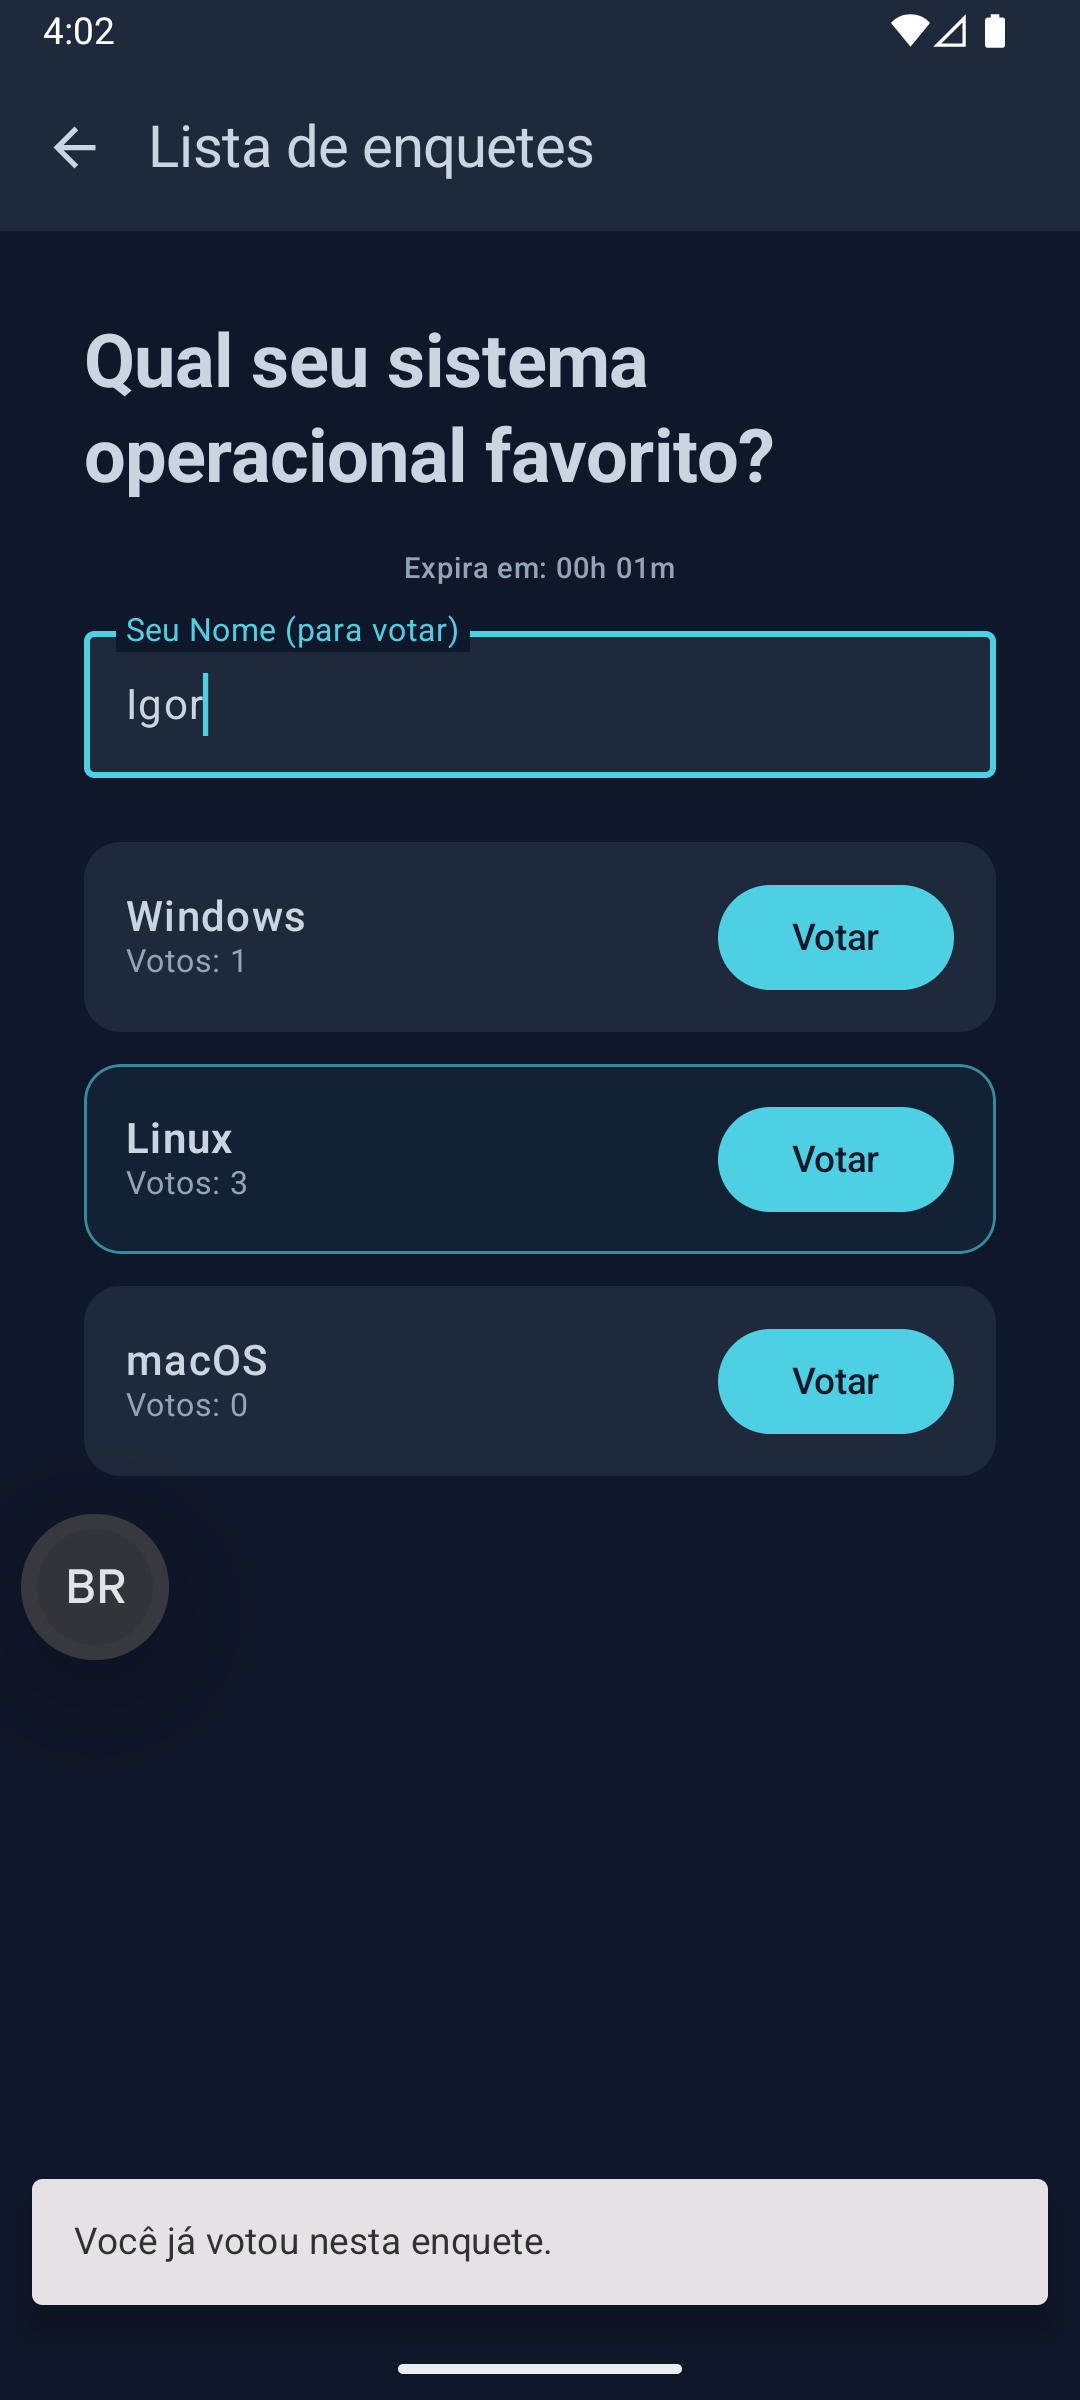 4:02
Lista de enquetes
Qual seu sistema
operacional favorito?
Expira em: 00h 01m
Seu Nome (para votar)
Igor
Windows
Votos: 1
Votar
Linux
Votos: 3
Votar
macOS
Votos: 0
Votar
BR
Você já votou nesta enquete.